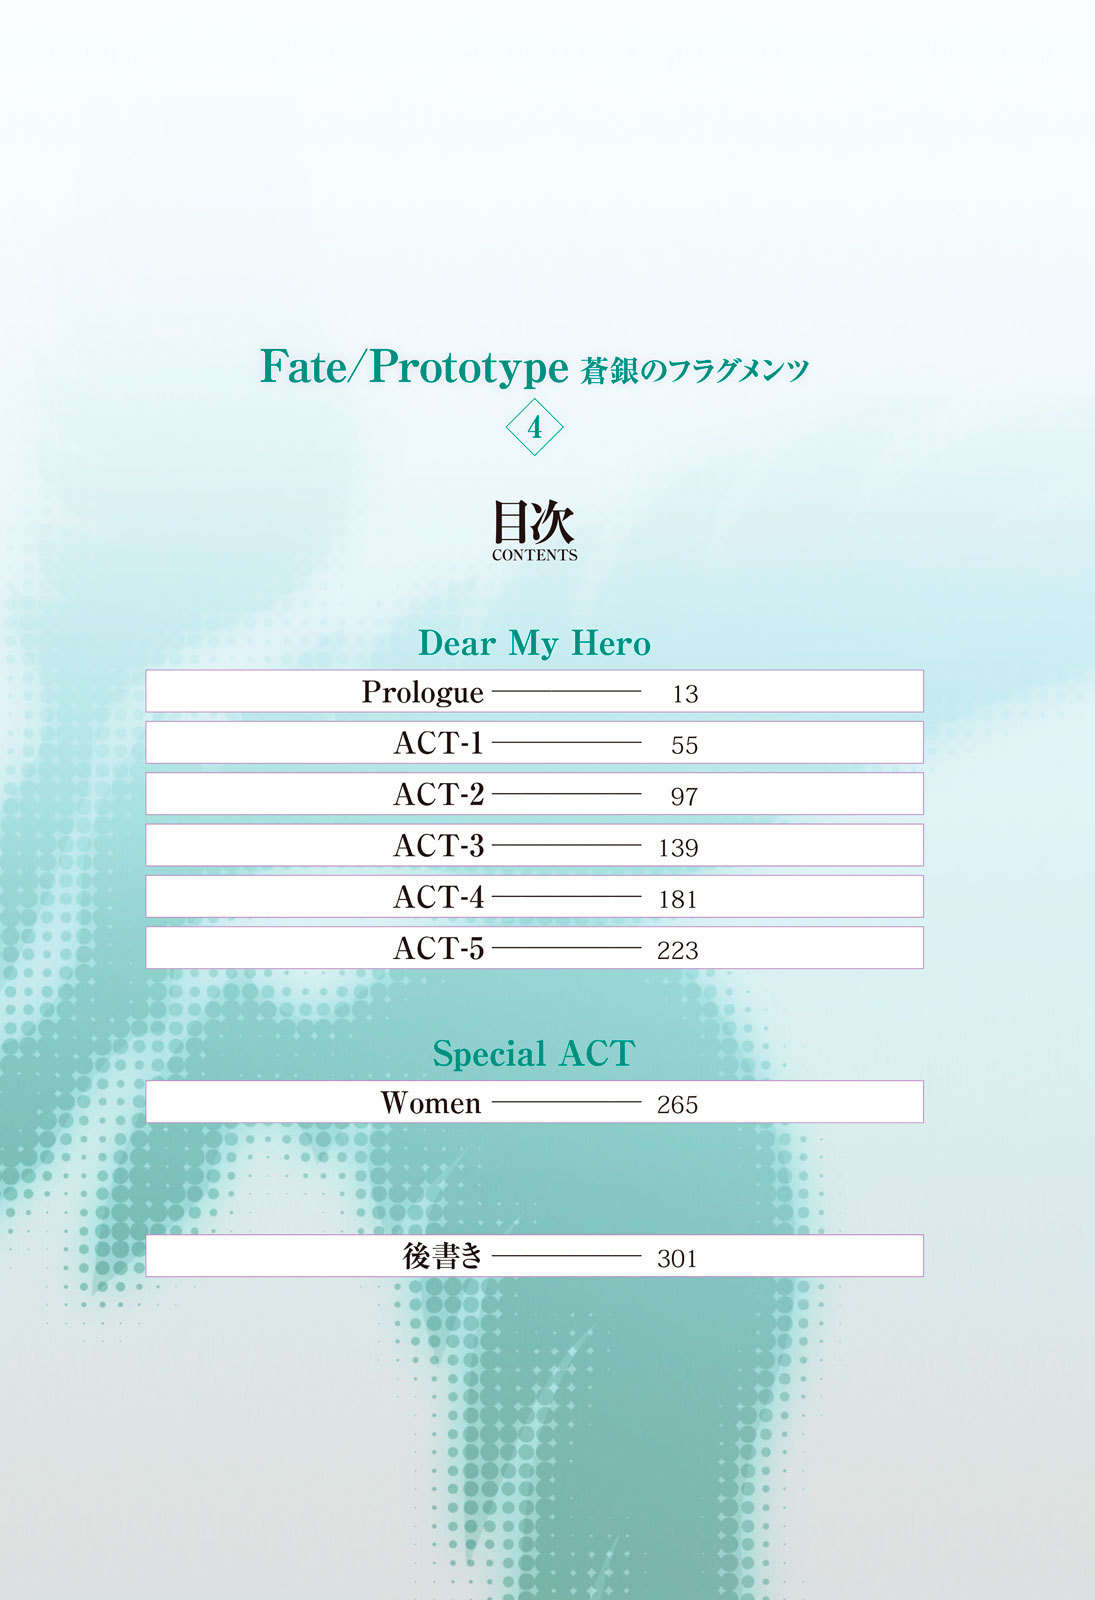 Fate/Prototype 蒼銀のフラグメンツ
4
目次
CONTENTS
Dear My Hero
Prologue 13
ACT-1 55
ACT-2 97
ACT-3 139
ACT-4 181
ACT-5 223
Special ACT
Women 265
後書き 301